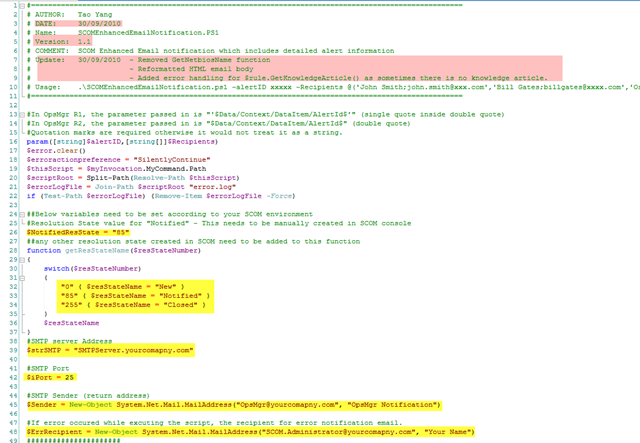 1 #=====================================================================================================
2 # AUTHOR: Tao Yang
3 # DATE: 30/09/2010
4 # Name: SCOMEnhancedEmailNotification.PS1
5 # Version: 1.1
6 # COMMENT: SCOM Enhanced Email notification which includes detailed alert information
7 # Update: 30/09/2010 - Removed GetNetbiosName function
8 # - Reformatted HTML email body
9 # - Added error handling for $rule.GetKnowledgeArticle() as sometimes there is no knowledge article.
10 # Usage: .\SCOMEnhancedEmailNotification.ps1 -alertID xxxxx -Recipients @('John Smith;john.smith@xxx.com','Bill Gates;billgates@xxxx.com','O
11 #=====================================================================================================
12
13 #In OpsMgr R1, the parameter passed in is "'$Data/Context/DataItem/AlertId$'" (single quote inside double quote)
14 #In OpsMgr R2, the parameter passed in is "$Data/Context/DataItem/AlertId$" (double quote)
15 #Quotation marks are required otherwise it would not treat it as a string.
16 param([string]$alertID,[string[]]$Recipients)
17 $error.clear()
18 $erroractionpreference = "SilentlyContinue"
19 $thisScript = $myInvocation.MyCommand.Path
20 $scriptRoot = Split-Path(Resolve-Path $thisScript)
21 $errorLogFile = Join-Path $scriptRoot "error.log"
22 if (Test-Path $errorLogFile) {Remove-Item $errorLogFile -Force}
23
24 ##Below variables need to be set according to your SCOM environment
25 #Resolution State value for "Notified" - This needs to be manually created in SCOM console
26 $NotifiedResState = "85"
27 ##any other resolution state created in SCOM need to be added to this function
28 function getResStateName($resStateNumber)
29 {
30 switch($resStateNumber)
31 {
32 "0" { $resStateName = "New" }
33 "85" { $resStateName = "Notified" }
34 "255" { $resStateName = "Closed" }
35 }
36 $resStateName
37 }
38 #SMTP server Address
39 $strSMTP = "SMTPServer.yourcomapny.com"
40
41 #SMTP Port
42 $iPort = 25
43
44 #SMTP Sender (return address)
45 $Sender = New-Object System.Net.Mail.MailAddress("OpsMgr@yourcomapny.com", "OpsMgr Notification")
46
47 #If error occured while excuting the script, the recipient for error notification email.
48 $ErrRecipient = New-Object System.Net.Mail.MailAddress("SCOM.Administrator@yourcomapny.com", "Your Name")
49 ######################